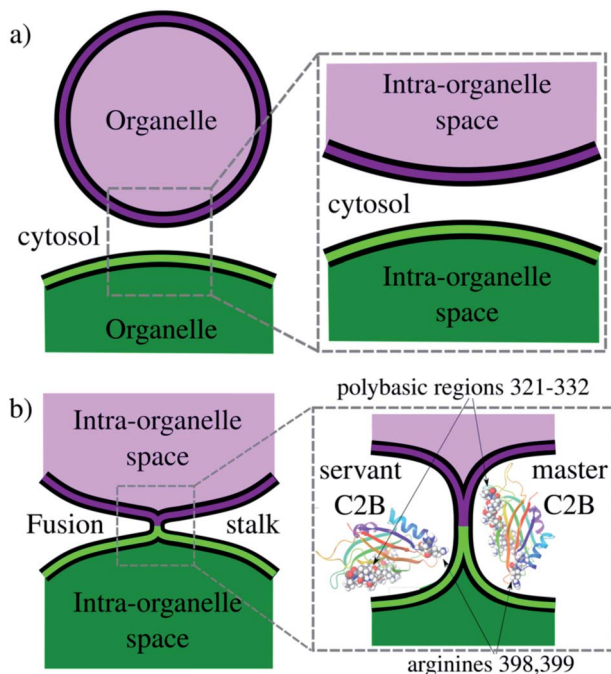 a)
Organelle
cytosol
Organelle
Intra-organelle
space
cytosol
Intra-organelle
space
b)
Intra-organelle
space
Fusion
stalk
Intra-organelle
space
polybasic regions 321-332
servant
C2B
master
C2B
arginines 398,399